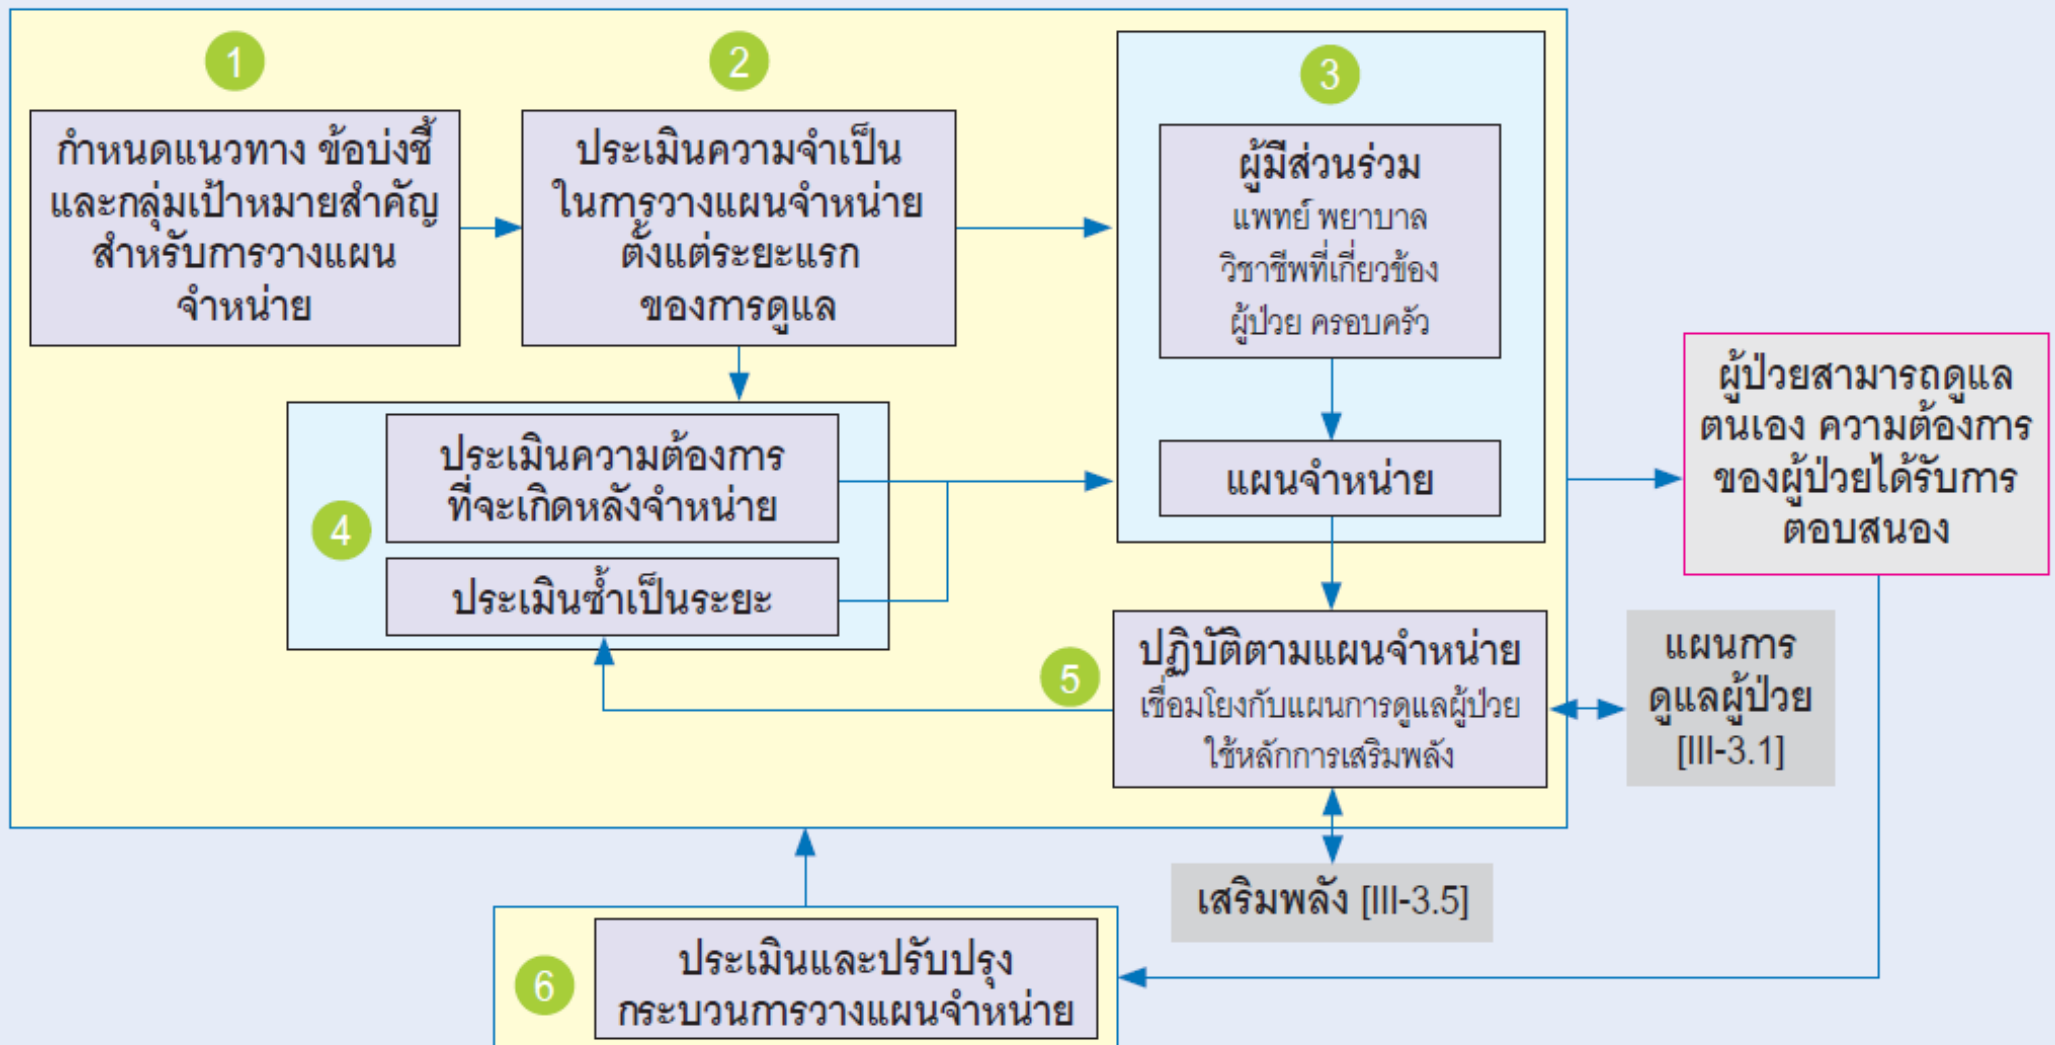 1
กำหนดแนวทาง ข้อบ่งชี้
และกลุ่มเป้าหมายสำคัญ
สำหรับการวางแผน
จำหน่าย
2
ประเมินความจำเป็น
ในการวางแผนจำหน่าย
ตั้งแต่ระยะแรก
ของการดูแล
3
ผู้มีส่วนร่วม
แพทย์ พยาบาล
วิชาชีพที่เกี่ยวข้อง
ผู้ป่วย ครอบครัว
แผนจำหน่าย
4
ประเมินความต้องการ
ที่จะเกิดหลังจำหน่าย
ประเมินซ้ำเป็นระยะ
5
ปฏิบัติตามแผนจำหน่าย
เชื่อมโยงกับแผนการดูแลผู้ป่วย
ใช้หลักการเสริมพลัง
ผู้ป่วยสามารถดูแล
ตนเอง ความต้องการ
ของผู้ป่วยได้รับการ
ตอบสนอง
แผนการ
ดูแลผู้ป่วย
[III-3.1]
เสริมพลัง [III-3.5]
6
ประเมินและปรับปรุง
กระบวนการวางแผนจำหน่าย